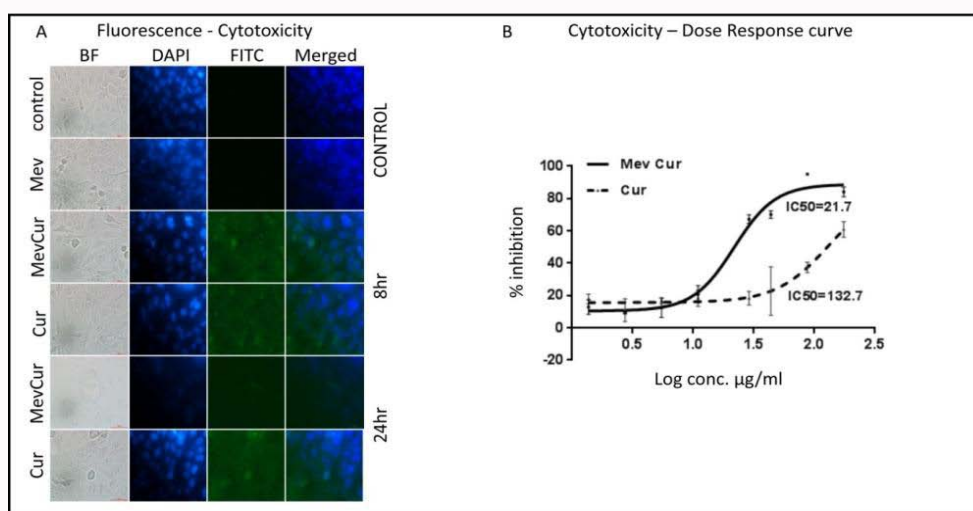 A Fluorescence - Cytotoxicity
BF DAPI FITC Merged
control
Mev
CONTROL
MevCur
Cur
8hr
MevCur
Cur
24hr
B Cytotoxicity – Dose Response curve
Mev Cur
Cur
IC50=21.7
IC50=132.7
% inhibition
100
80
60
40
20
0
-20
0.5 1.0 1.5 2.0 2.5
Log conc. µg/ml